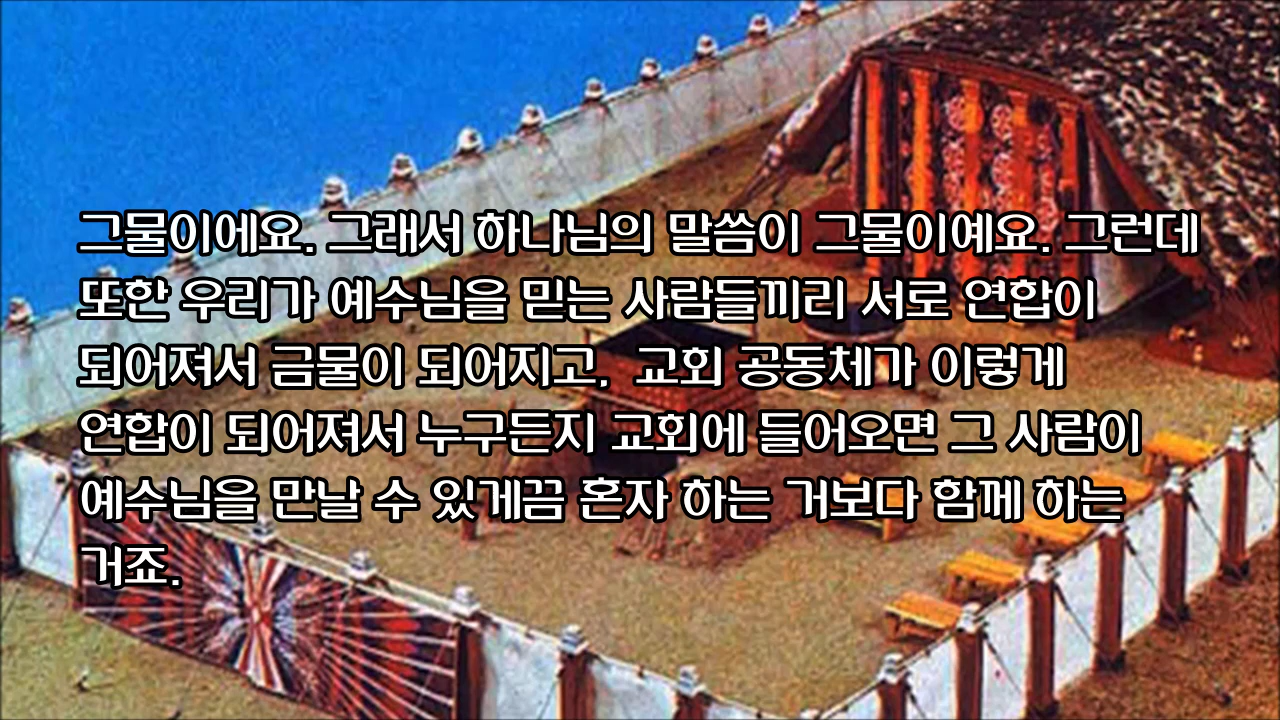 그물이에요. 그래서 하나님의 말씀이 그물이예요. 그런데
또한 우리가 예수님을 믿는 사람들끼리 서로 연합이
되어져서 금물이 되어지고,  교회 공동체가 이렇게
연합이 되어져서 누구든지 교회에 들어오면 그 사람이
예수님을 만날 수 있게끔 혼자 하는 거보다 함께 하는
거죠.